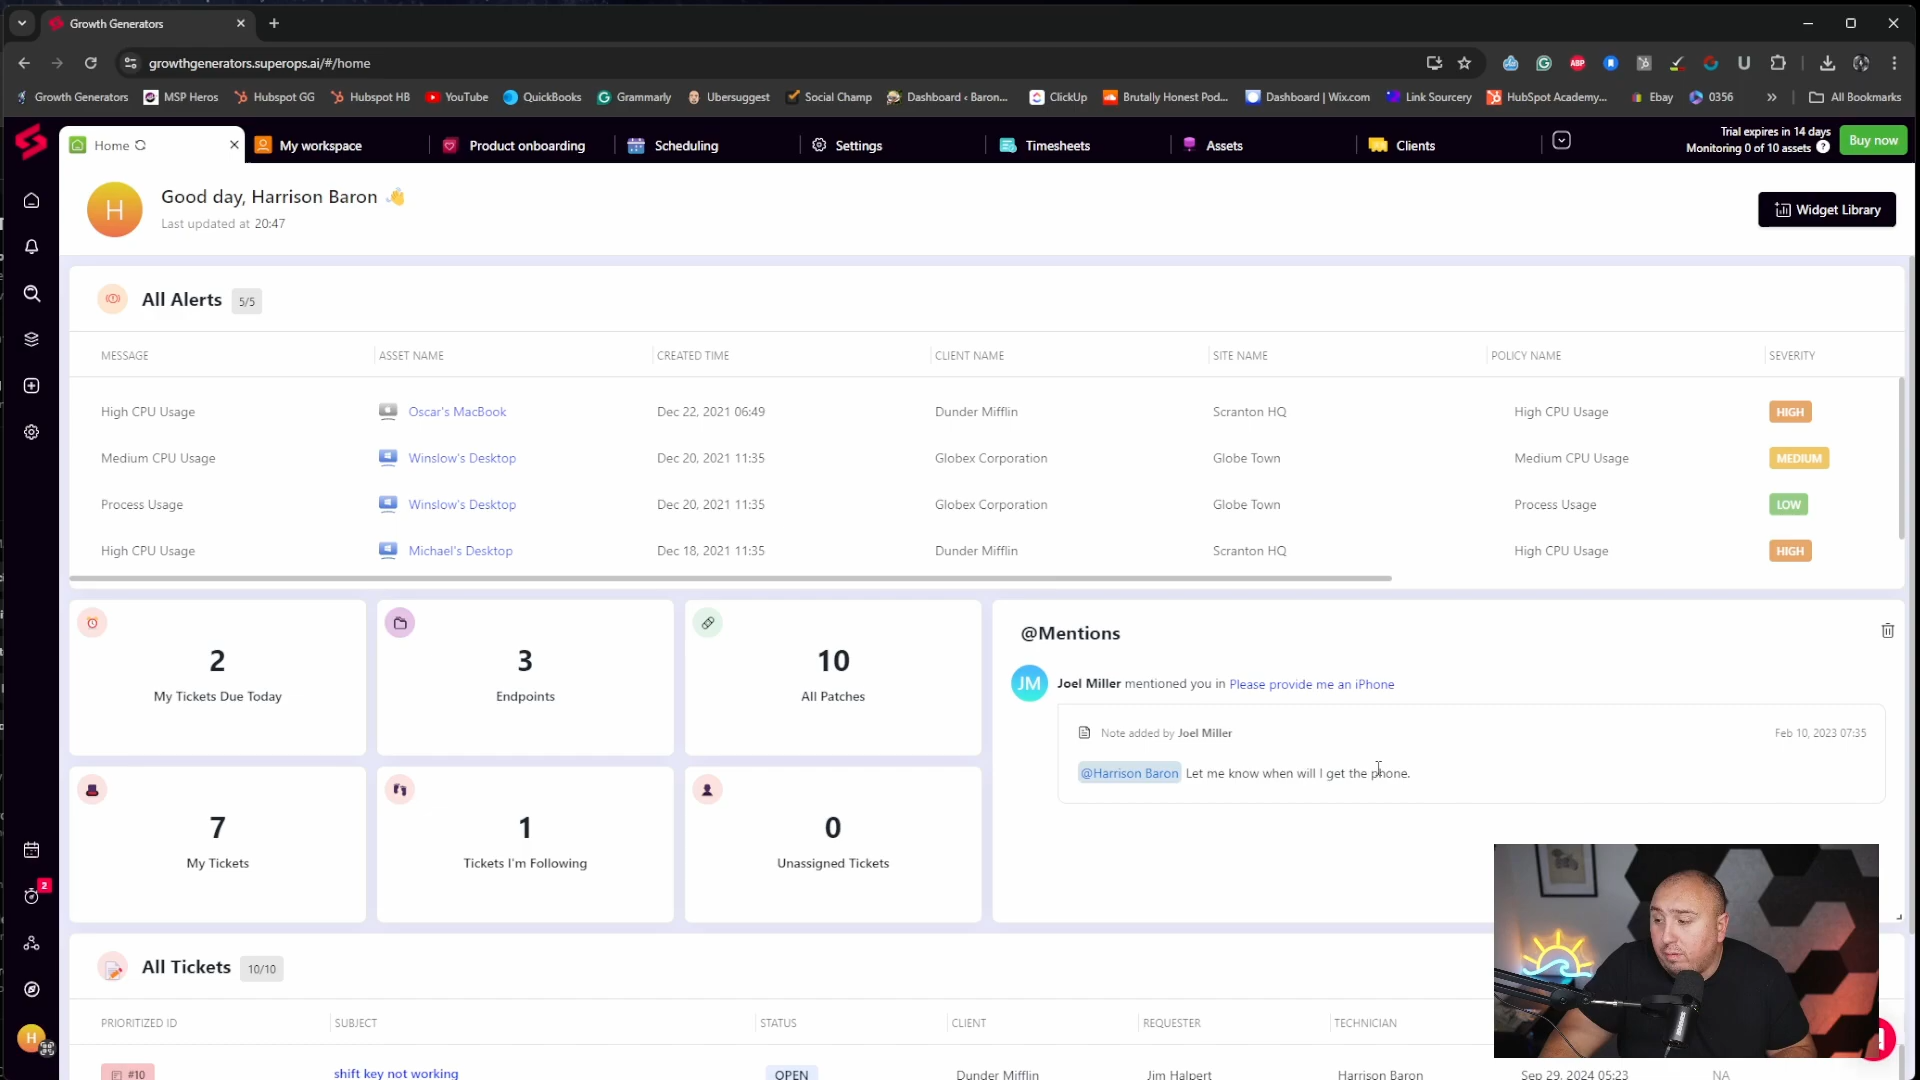 Growth Generators
growthgenerators.superops.ai/#/home
ABP
U
Growth Generators
MSP Heros
Hubspot GG
Hubspot HB
YouTube
QuickBooks
Grammarly
Ubersuggest
Social Champ
Dashboard ‹ Baron...
ClickUp
Brutally Honest Pod...
Dashboard | Wix.com
Link Sourcery
HubSpot Academy...
Ebay
0356
»
All Bookmarks
Home
My workspace
Product onboarding
Scheduling
Settings
Timesheets
Assets
Clients
Trial expires in 14 days
Monitoring 0 of 10 assets
Buy now
H
Good day, Harrison Baron
Last updated at 20:47
Widget Library
All Alerts 5/5
MESSAGE ASSET NAME CREATED TIME CLIENT NAME SITE NAME POLICY NAME SEVERITY
High CPU Usage Oscar's MacBook Dec 22, 2021 06:49 Dunder Mifflin Scranton HQ High CPU Usage HIGH
Medium CPU Usage Winslow's Desktop Dec 20, 2021 11:35 Globex Corporation Globe Town Medium CPU Usage MEDIUM
Process Usage Winslow's Desktop Dec 20, 2021 11:35 Globex Corporation Globe Town Process Usage LOW
High CPU Usage Michael's Desktop Dec 18, 2021 11:35 Dunder Mifflin Scranton HQ High CPU Usage HIGH
2
My Tickets Due Today
3
Endpoints
10
All Patches
7
My Tickets
1
Tickets I'm Following
0
Unassigned Tickets
@Mentions
JM
Joel Miller mentioned you in Please provide me an iPhone
Note added by Joel Miller Feb 10, 2023 07:35
@Harrison Baron Let me know when will I get the phone.
2
H
All Tickets 10/10
PRIORITIZED ID SUBJECT STATUS CLIENT REQUESTER TECHNICIAN
#10 shift key not working OPEN Dunder Mifflin Jim Halpert Harrison Baron Sep 29, 2024 05:23 NA